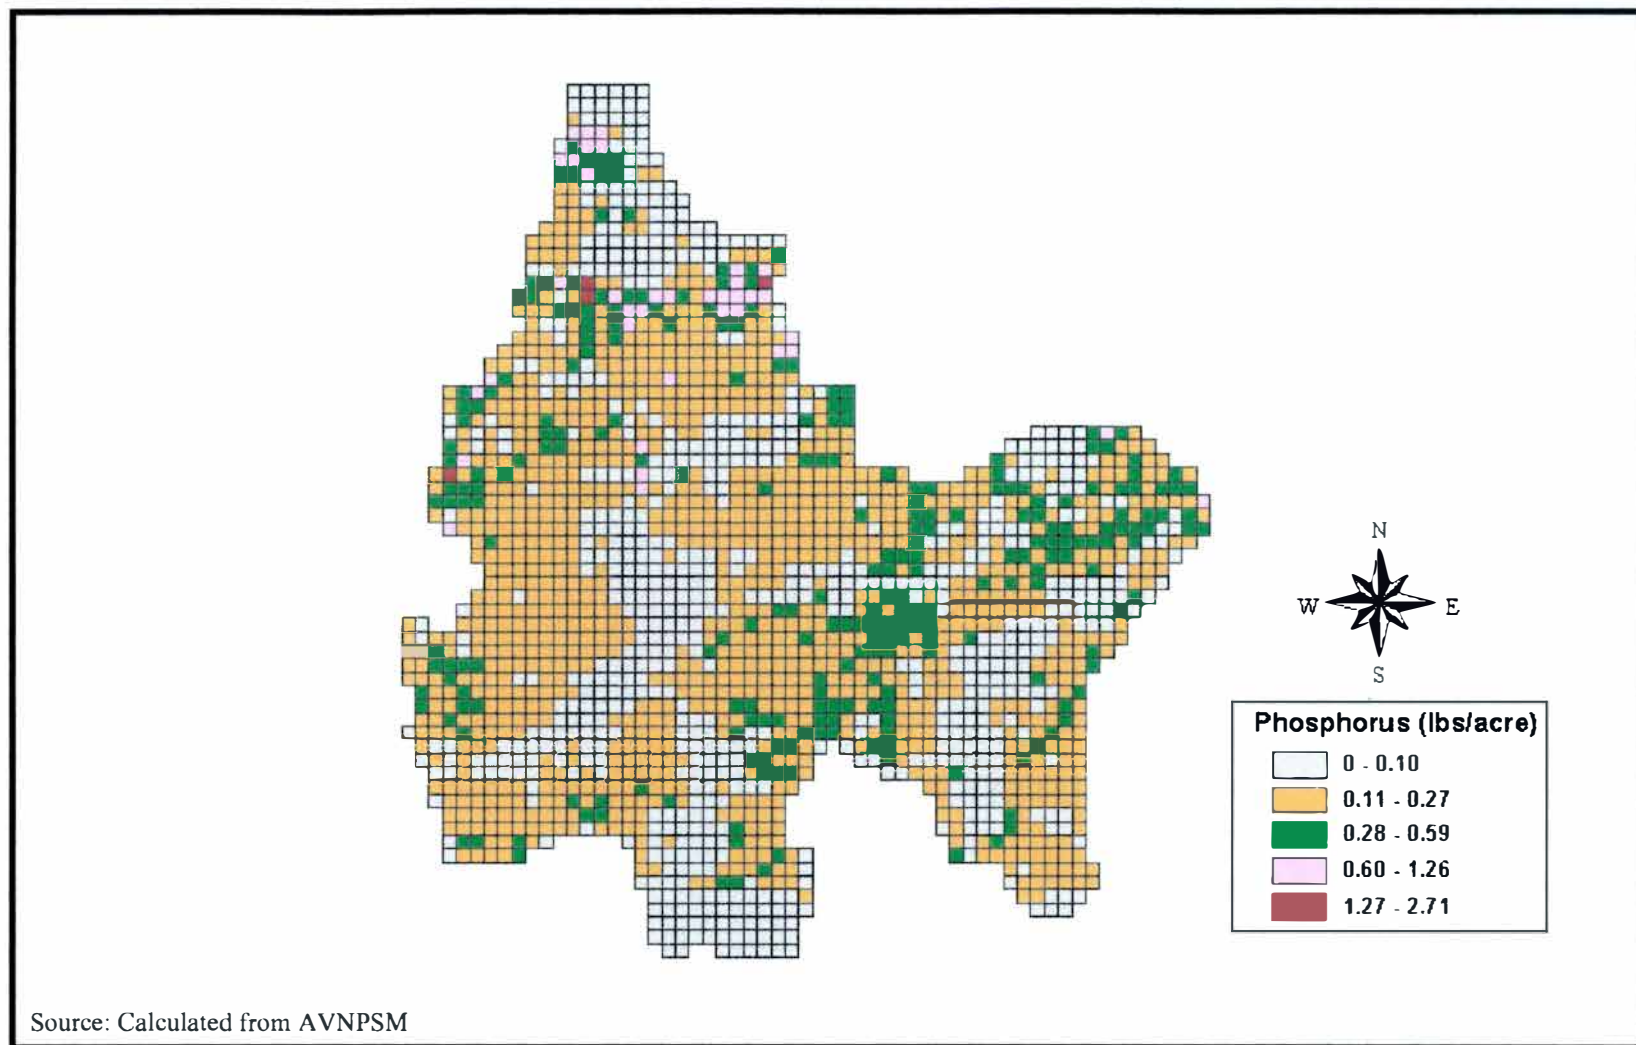 N
W E
S
Phosphorus (lbs/acre)
0 - 0.10
0.11 - 0.27
0.28 - 0.59
0.60 - 1.26
1.27 - 2.71
Source: Calculated from AVNPSM